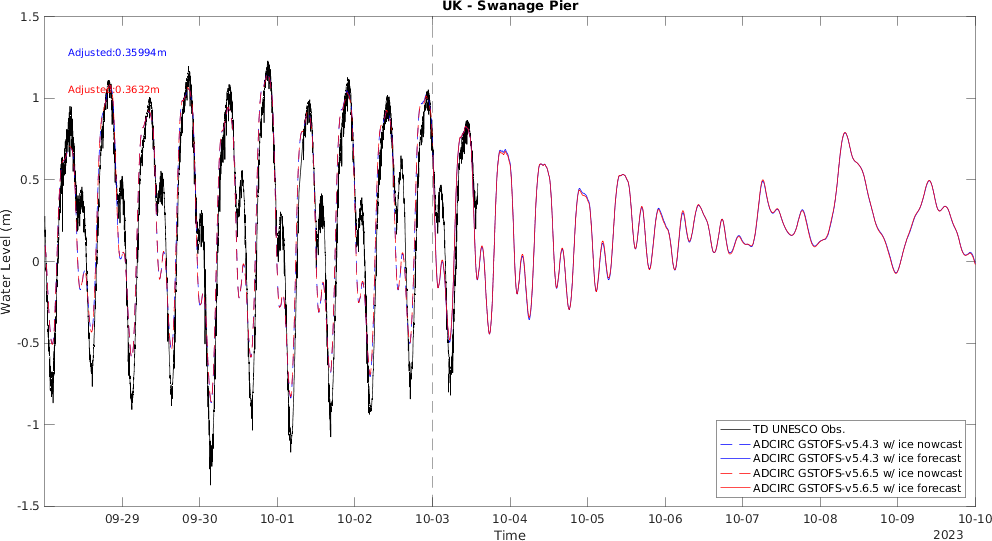 UK - Swanage Pier
1.5
1
0.5
0
-0.5
-1
-1.5
Water Level (m)
Adjusted:0.35994m
Adjusted:0.3632m
TD UNESCO Obs.
ADCIRC GSTOFS-v5.4.3 w/ ice nowcast
ADCIRC GSTOFS-v5.4.3 w/ ice forecast
ADCIRC GSTOFS-v5.6.5 w/ ice nowcast
ADCIRC GSTOFS-v5.6.5 w/ ice forecast
09-29 09-30 10-01 10-02 10-03 10-04 10-05 10-06 10-07 10-08 10-09 10-10
Time
2023